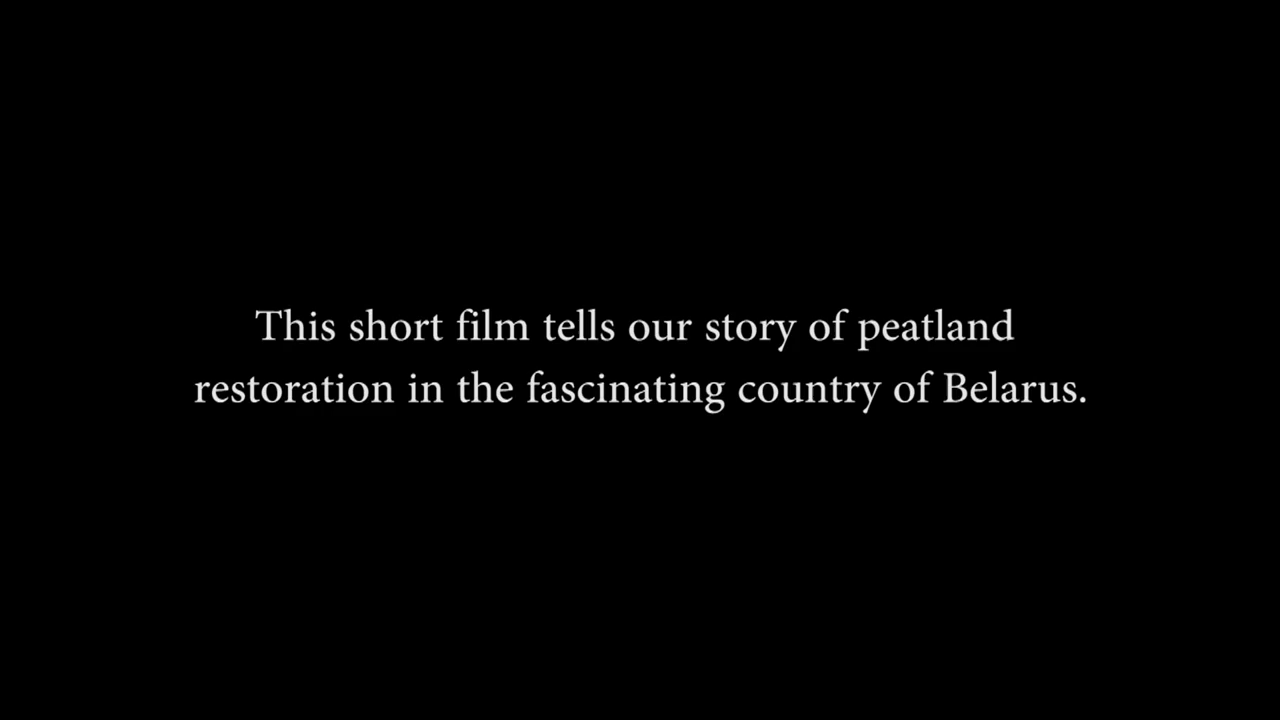 This short film tells our story of peatland
restoration in the fascinating country of Belarus.